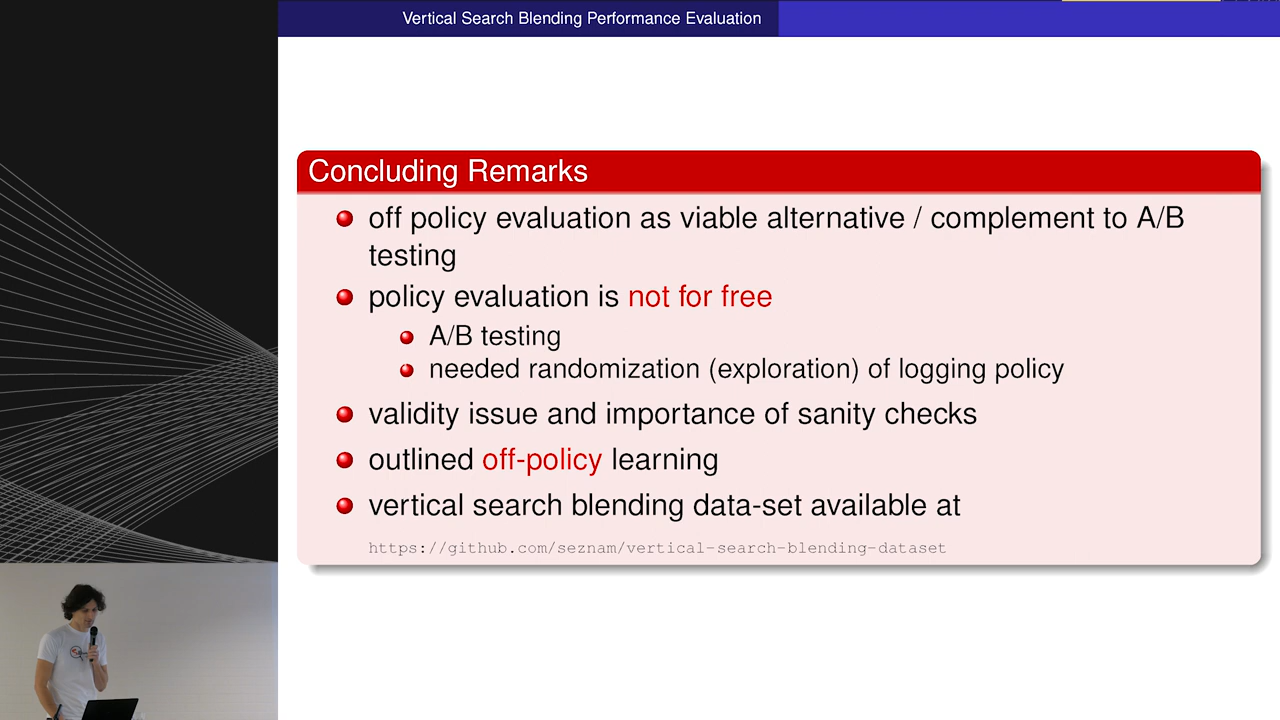 Vertical Search Blending Performance Evaluation
Concluding Remarks
off policy evaluation as viable alternative / complement to A/B
testing
policy evaluation is not for free
A/B testing
needed randomization (exploration) of logging policy
validity issue and importance of sanity checks
outlined off-policy learning
vertical search blending data-set available at
https://github.com/seznam/vertical-search-blending-dataset